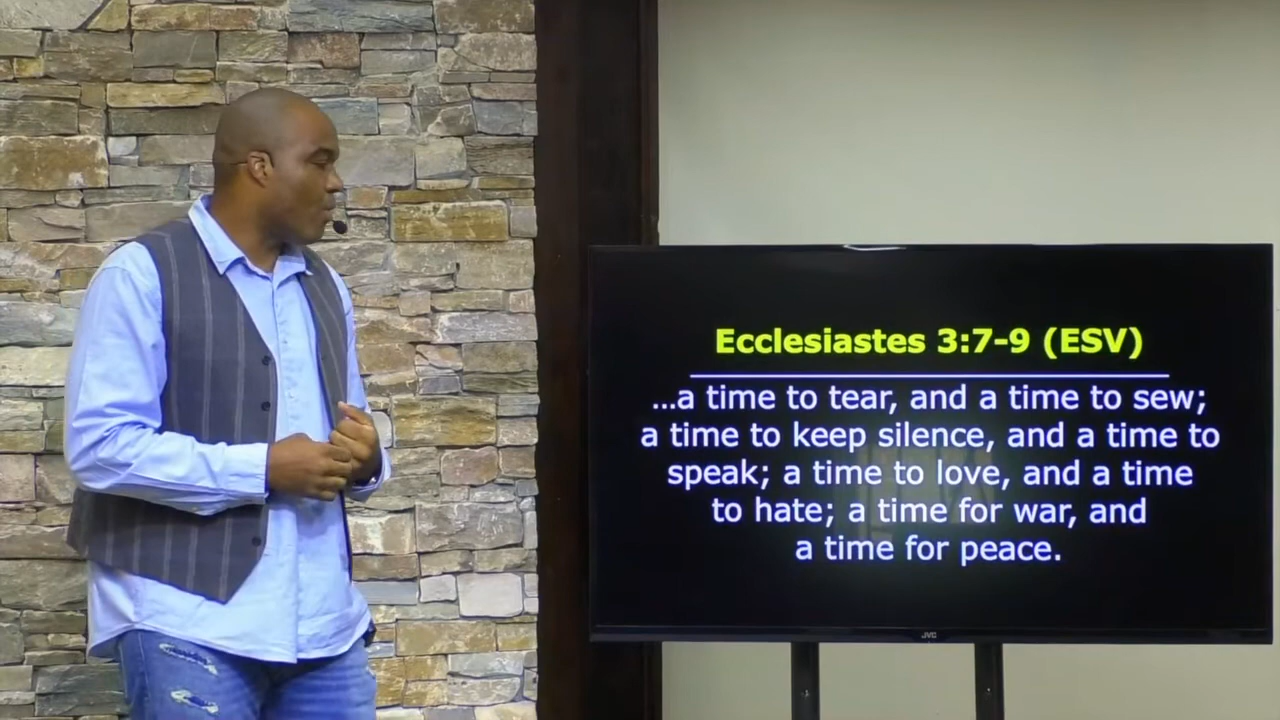 Ecclesiastes 3:7-9 (ESV)
...a time to tear, and a time to sew;
a time to keep silence, and a time to
speak; a time to love, and a time
to hate; a time for war, and
a time for peace.
JVC